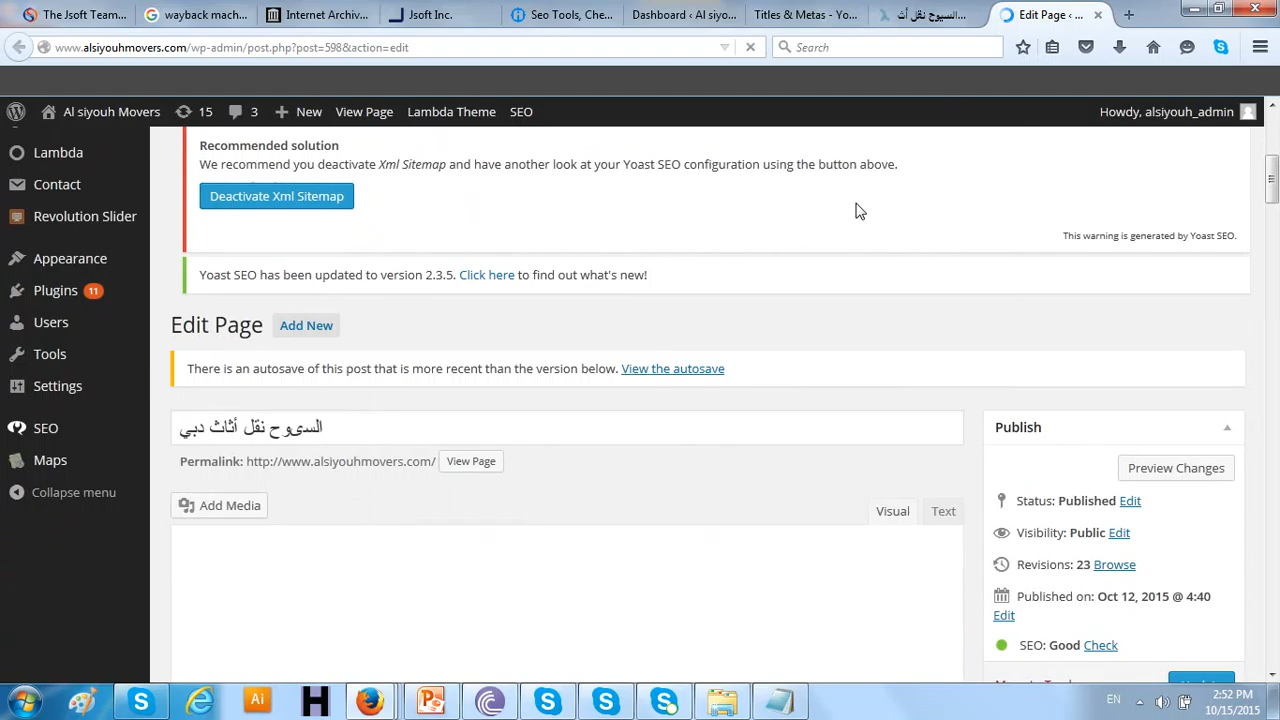 The Jsoft Team...
wayback mach...
Internet Archiv...
Jsoft Inc.
Seo Tools, Che...
Dashboard ‹ Al siyo...
Titles & Metas - Yo...
السيوح نقل أث...
Edit Page ‹ ...
www.alsiyouhmovers.com/wp-admin/post.php?post=598&action=edit
Search
Al siyouh Movers
15
3
New
View Page
Lambda Theme
SEO
Howdy, alsiyouh_admin
Lambda
Contact
Revolution Slider
Appearance
Plugins 11
Users
Tools
Settings
SEO
Maps
Collapse menu
Recommended solution
We recommend you deactivate Xml Sitemap and have another look at your Yoast SEO configuration using the button above.
Deactivate Xml Sitemap
This warning is generated by Yoast SEO.
Yoast SEO has been updated to version 2.3.5. Click here to find out what's new!
Edit Page Add New
There is an autosave of this post that is more recent than the version below. View the autosave
السيوح نقل أثاث دبي
Permalink: http://www.alsiyouhmovers.com/ View Page
Add Media
Visual
Text
Publish
Preview Changes
Status: Published Edit
Visibility: Public Edit
Revisions: 23 Browse
Published on: Oct 12, 2015 @ 4:40
Edit
SEO: Good Check
Ai
EN
2:52 PM
10/15/2015